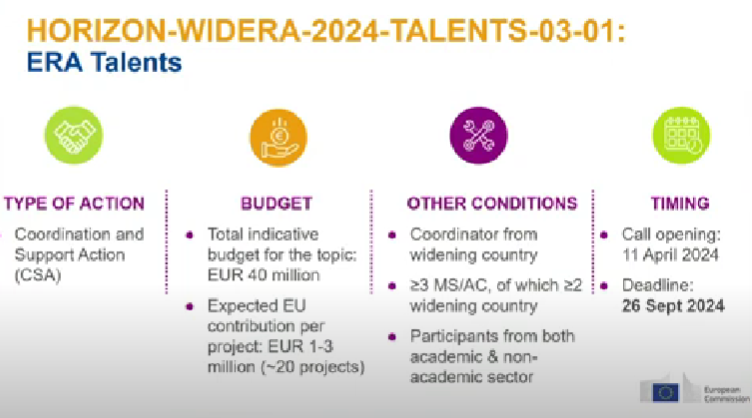 HORIZON-WIDERA-2024-TALENTS-03-01:
ERA Talents
TYPE OF ACTION
Coordination and
Support Action
(CSA)
BUDGET
• Total indicative
budget for the topic:
EUR 40 million
• Expected EU
contribution per
project: EUR 1-3
million (~20 projects)
OTHER CONDITIONS
• Coordinator from
widening country
• ≥3 MS/AC, of which ≥2
widening country
• Participants from both
academic & non-
academic sector
TIMING
• Call opening:
11 April 2024
• Deadline:
26 Sept 2024
European
Commission